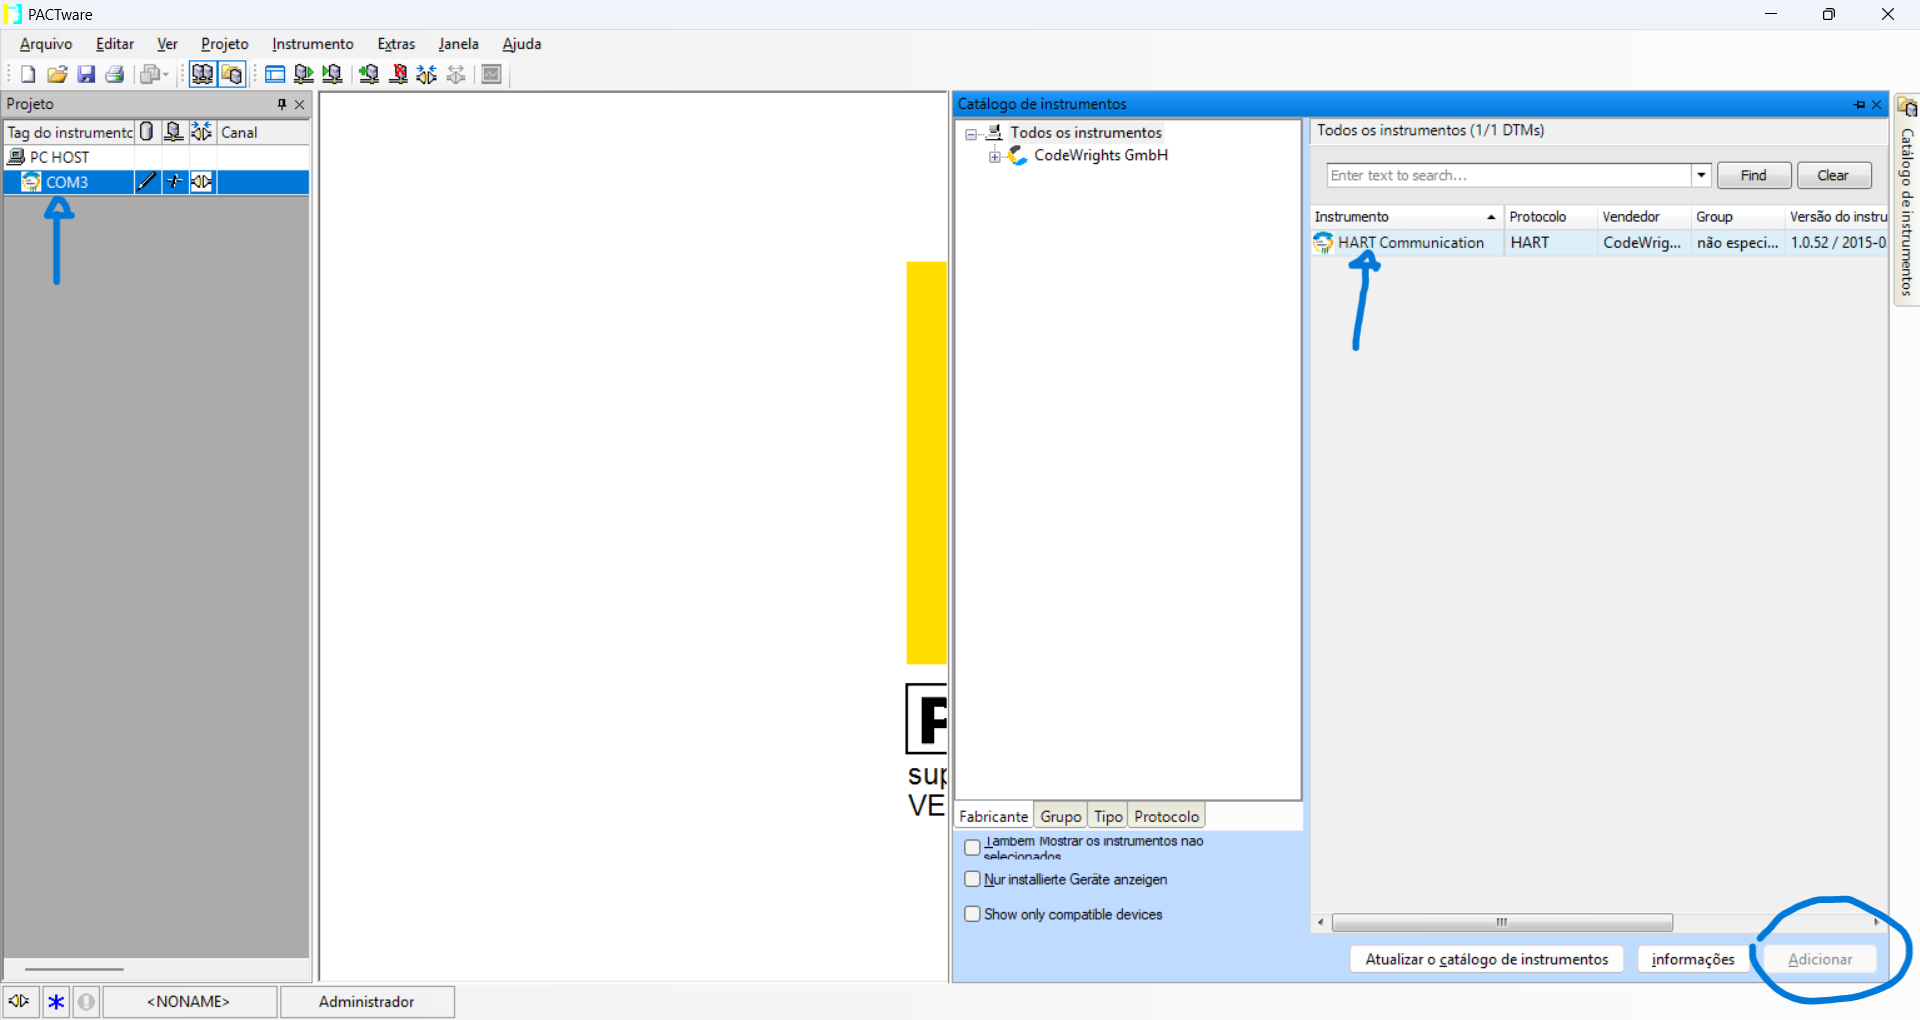 PACTware
Arquivo Editar Ver Projeto Instrumento Extras Janela Ajuda
Projeto
Tag do instrumentc Canal
PC HOST
COM3
Catálogo de instrumentos
Todos os instrumentos
CodeWrights GmbH
Todos os instrumentos (1/1 DTMs)
Enter text to search... Find Clear
Instrumento Protocolo Vendedor Group Versão do instru
HART Communication HART CodeWrig... não especi... 1.0.52 / 2015-0
Catálogo de instrumentos
P
sup
VE
Fabricante Grupo Tipo Protocolo
Também Mostrar os instrumentos não
selecionados
Nur installierte Geräte anzeigen
Show only compatible devices
Atualizar o catálogo de instrumentos informações Adicionar
<NONAME> Administrador